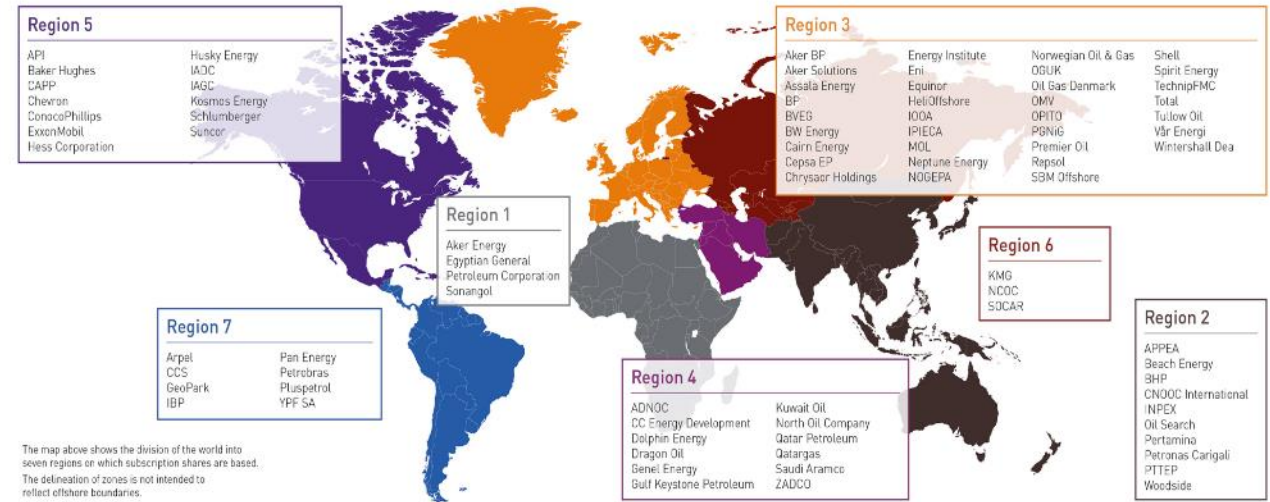 Region 5
API
Baker Hughes
CAPP
Chevron
ConocoPhillips
ExxonMobil
Hess Corporation
Husky Energy
IADC
IAGC
Kosmos Energy
Schlumberger
Suncor
Region 3
Aker BP
Aker Solutions
Assala Energy
BP
BVEG
BW Energy
Cairn Energy
Cepsa EP
Chrysaor Holdings
Energy Institute
Eni
Equinor
HeliOffshore
IOOA
IPIECA
MOL
Neptune Energy
NOGEPA
Norwegian Oil & Gas
OGUK
Oil Gas Denmark
OMV
OPITO
PGNiG
Premier Oil
Repsol
SBM Offshore
Shell
Spirit Energy
TechnipFMC
Total
Tullow Oil
Vår Energi
Wintershall Dea
Region 1
Aker Energy
Egyptian General
Petroleum Corporation
Sonangol
Region 6
KMG
NCOC
SOCAR
Region 7
Arpel
CCS
GeoPark
IBP
Pan Energy
Petrobras
Pluspetrol
YPF SA
Region 4
ADNOC
CC Energy Development
Dolphin Energy
Dragon Oil
Genel Energy
Gulf Keystone Petroleum
Kuwait Oil
North Oil Company
Qatar Petroleum
Qatargas
Saudi Aramco
ZADCO
Region 2
APPEA
Beach Energy
BHP
CNOOC International
INPEX
Oil Search
Pertamina
Petronas Carigali
PTTEP
Woodside
The map above shows the division of the world into
seven regions on which subscription shares are based.
The delineation of zones is not intended to
reflect offshore boundaries.